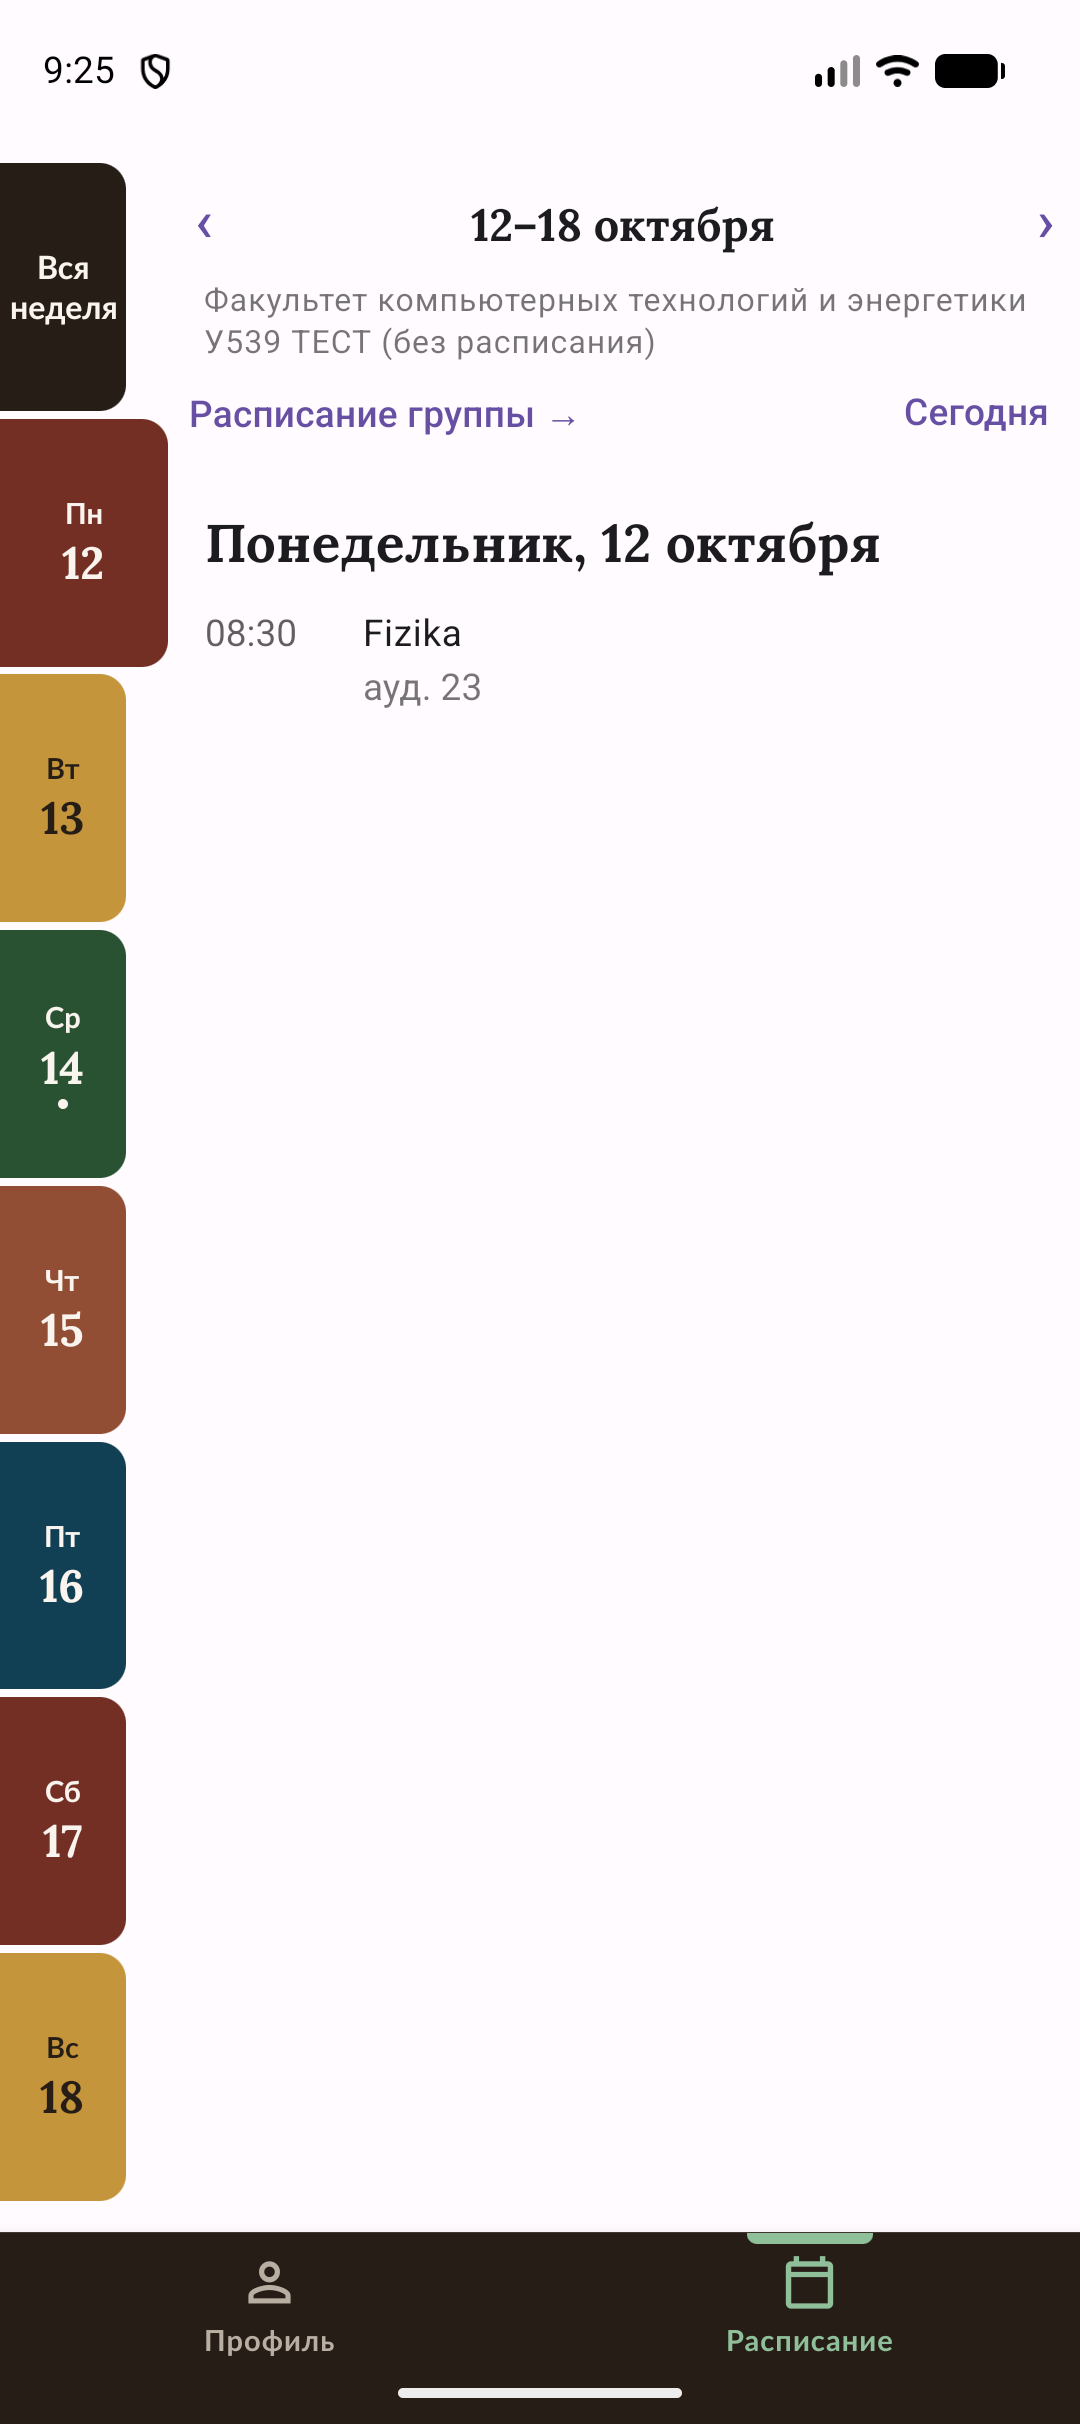 9:25
Вся
неделя
‹ 12–18 октября ›
Факультет компьютерных технологий и энергетики
У539 ТЕСТ (без расписания)
Расписание группы →
Сегодня
Пн
12
Понедельник, 12 октября
08:30 Fizika
ауд. 23
Вт
13
Ср
14
Чт
15
Пт
16
Сб
17
Вс
18
Профиль
Расписание